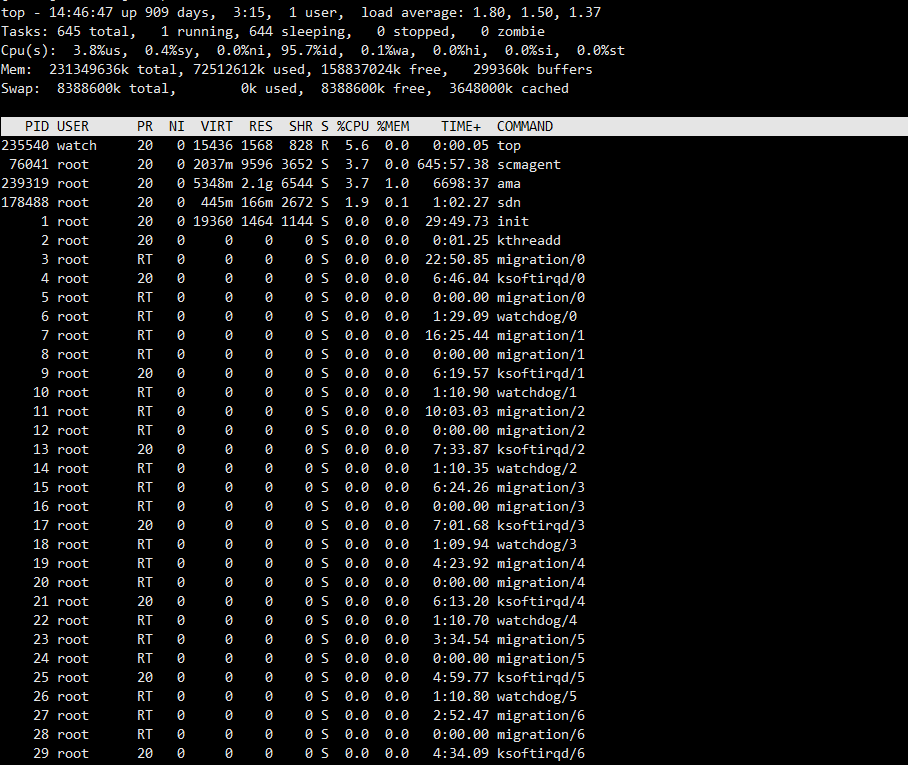 top - 14:46:47 up 909 days,  3:15,  1 user,  load average: 1.80, 1.50, 1.37
Tasks: 645 total,   1 running, 644 sleeping,   0 stopped,   0 zombie
Cpu(s):  3.8%us,  0.4%sy,  0.0%ni, 95.7%id,  0.1%wa,  0.0%hi,  0.0%si,  0.0%st
Mem:  231349636k total, 72512612k used, 158837024k free,   299360k buffers
Swap:  8388600k total,        0k used,  8388600k free,  3648000k cached
   PID USER     PR  NI  VIRT  RES  SHR S %CPU %MEM    TIME+  COMMAND
235540 watch     20   0 15436 1568  828 R  5.6  0.0   0:00.05 top
 76041 root      20   0 2037m 9596 3652 S  3.7  0.0 645:57.38 scmagent
239319 root      20   0 5348m 2.1g 6544 S  3.7  1.0   6698:37 ama
178488 root      20   0  445m 166m 2672 S  1.9  0.1   1:02.27 sdn
     1 root      20   0 19360 1464 1144 S  0.0  0.0  29:49.73 init
     2 root      20   0     0    0    0 S  0.0  0.0   0:01.25 kthreadd
     3 root      RT   0     0    0    0 S  0.0  0.0  22:50.85 migration/0
     4 root      20   0     0    0    0 S  0.0  0.0   6:46.04 ksoftirqd/0
     5 root      RT   0     0    0    0 S  0.0  0.0   0:00.00 migration/0
     6 root      RT   0     0    0    0 S  0.0  0.0   1:29.09 watchdog/0
     7 root      RT   0     0    0    0 S  0.0  0.0  16:25.44 migration/1
     8 root      RT   0     0    0    0 S  0.0  0.0   0:00.00 migration/1
     9 root      20   0     0    0    0 S  0.0  0.0   6:19.57 ksoftirqd/1
    10 root      RT   0     0    0    0 S  0.0  0.0   1:10.90 watchdog/1
    11 root      RT   0     0    0    0 S  0.0  0.0  10:03.03 migration/2
    12 root      RT   0     0    0    0 S  0.0  0.0   0:00.00 migration/2
    13 root      20   0     0    0    0 S  0.0  0.0   7:33.87 ksoftirqd/2
    14 root      RT   0     0    0    0 S  0.0  0.0   1:10.35 watchdog/2
    15 root      RT   0     0    0    0 S  0.0  0.0   6:24.26 migration/3
    16 root      RT   0     0    0    0 S  0.0  0.0   0:00.00 migration/3
    17 root      20   0     0    0    0 S  0.0  0.0   7:01.68 ksoftirqd/3
    18 root      RT   0     0    0    0 S  0.0  0.0   1:09.94 watchdog/3
    19 root      RT   0     0    0    0 S  0.0  0.0   4:23.92 migration/4
    20 root      RT   0     0    0    0 S  0.0  0.0   0:00.00 migration/4
    21 root      20   0     0    0    0 S  0.0  0.0   6:13.20 ksoftirqd/4
    22 root      RT   0     0    0    0 S  0.0  0.0   1:10.70 watchdog/4
    23 root      RT   0     0    0    0 S  0.0  0.0   3:34.54 migration/5
    24 root      RT   0     0    0    0 S  0.0  0.0   0:00.00 migration/5
    25 root      20   0     0    0    0 S  0.0  0.0   4:59.77 ksoftirqd/5
    26 root      RT   0     0    0    0 S  0.0  0.0   1:10.80 watchdog/5
    27 root      RT   0     0    0    0 S  0.0  0.0   2:52.47 migration/6
    28 root      RT   0     0    0    0 S  0.0  0.0   0:00.00 migration/6
    29 root      20   0     0    0    0 S  0.0  0.0   4:34.09 ksoftirqd/6